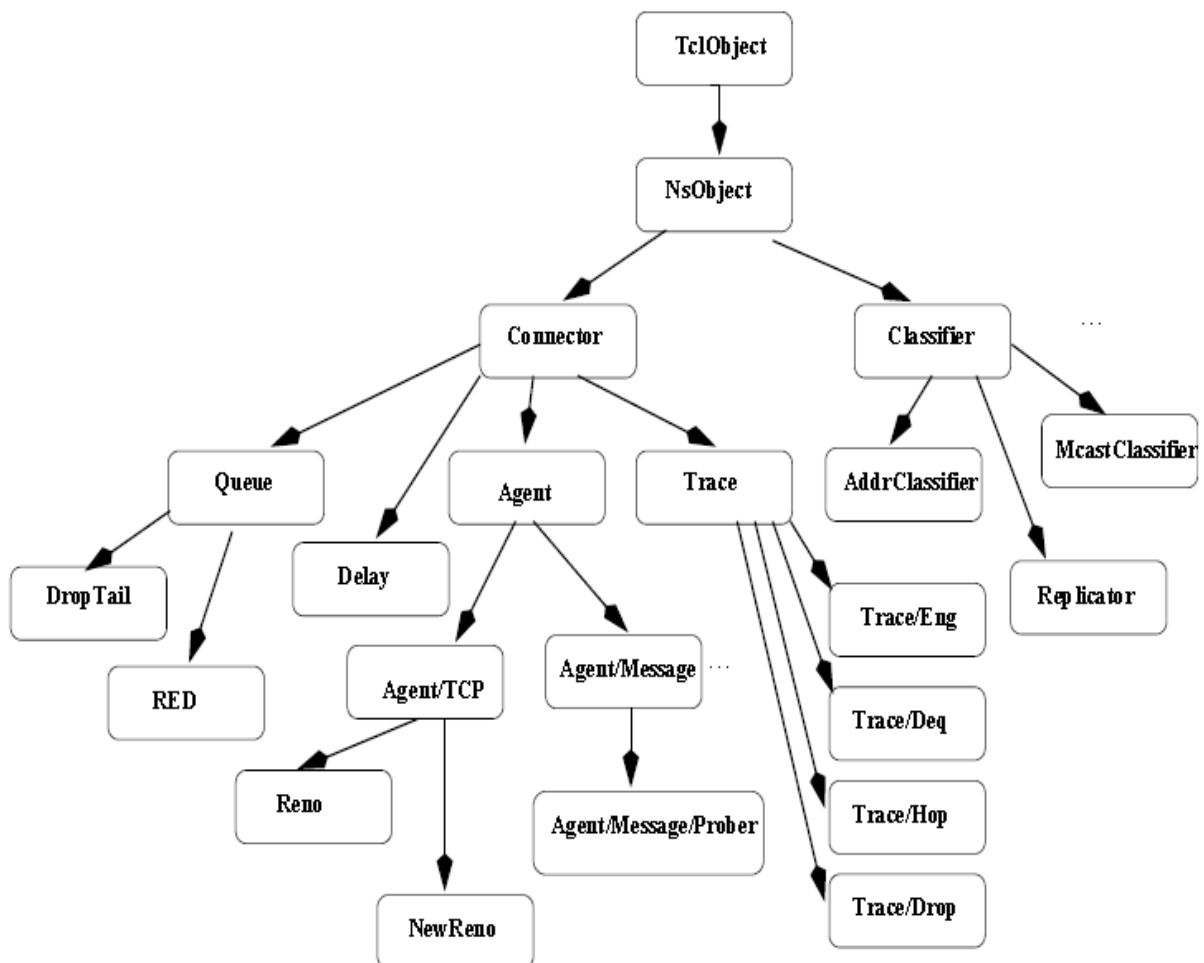 TclObject
NsObject
Connector
Classifier
...
Queue
Agent
Trace
AddrClassifier
McastClassifier
DropTail
Delay
Trace/Enq
Replicator
RED
Agent/TCP
Agent/Message
...
Trace/Deq
Reno
Agent/Message/Prober
Trace/Hop
NewReno
Trace/Drop